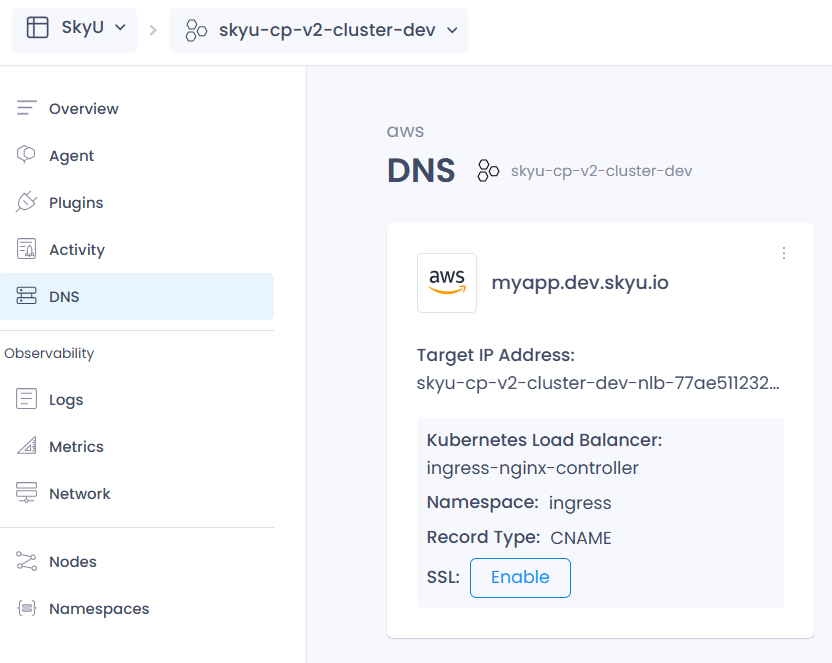 SkyU
skyu-cp-v2-cluster-dev
Overview
Agent
Plugins
Activity
DNS
Observability
Logs
Metrics
Network
Nodes
Namespaces
aws
DNS skyu-cp-v2-cluster-dev
aws
myapp.dev.skyu.io
Target IP Address:
skyu-cp-v2-cluster-dev-nlb-77ae511232...
Kubernetes Load Balancer:
ingress-nginx-controller
Namespace: ingress
Record Type: CNAME
SSL: Enable